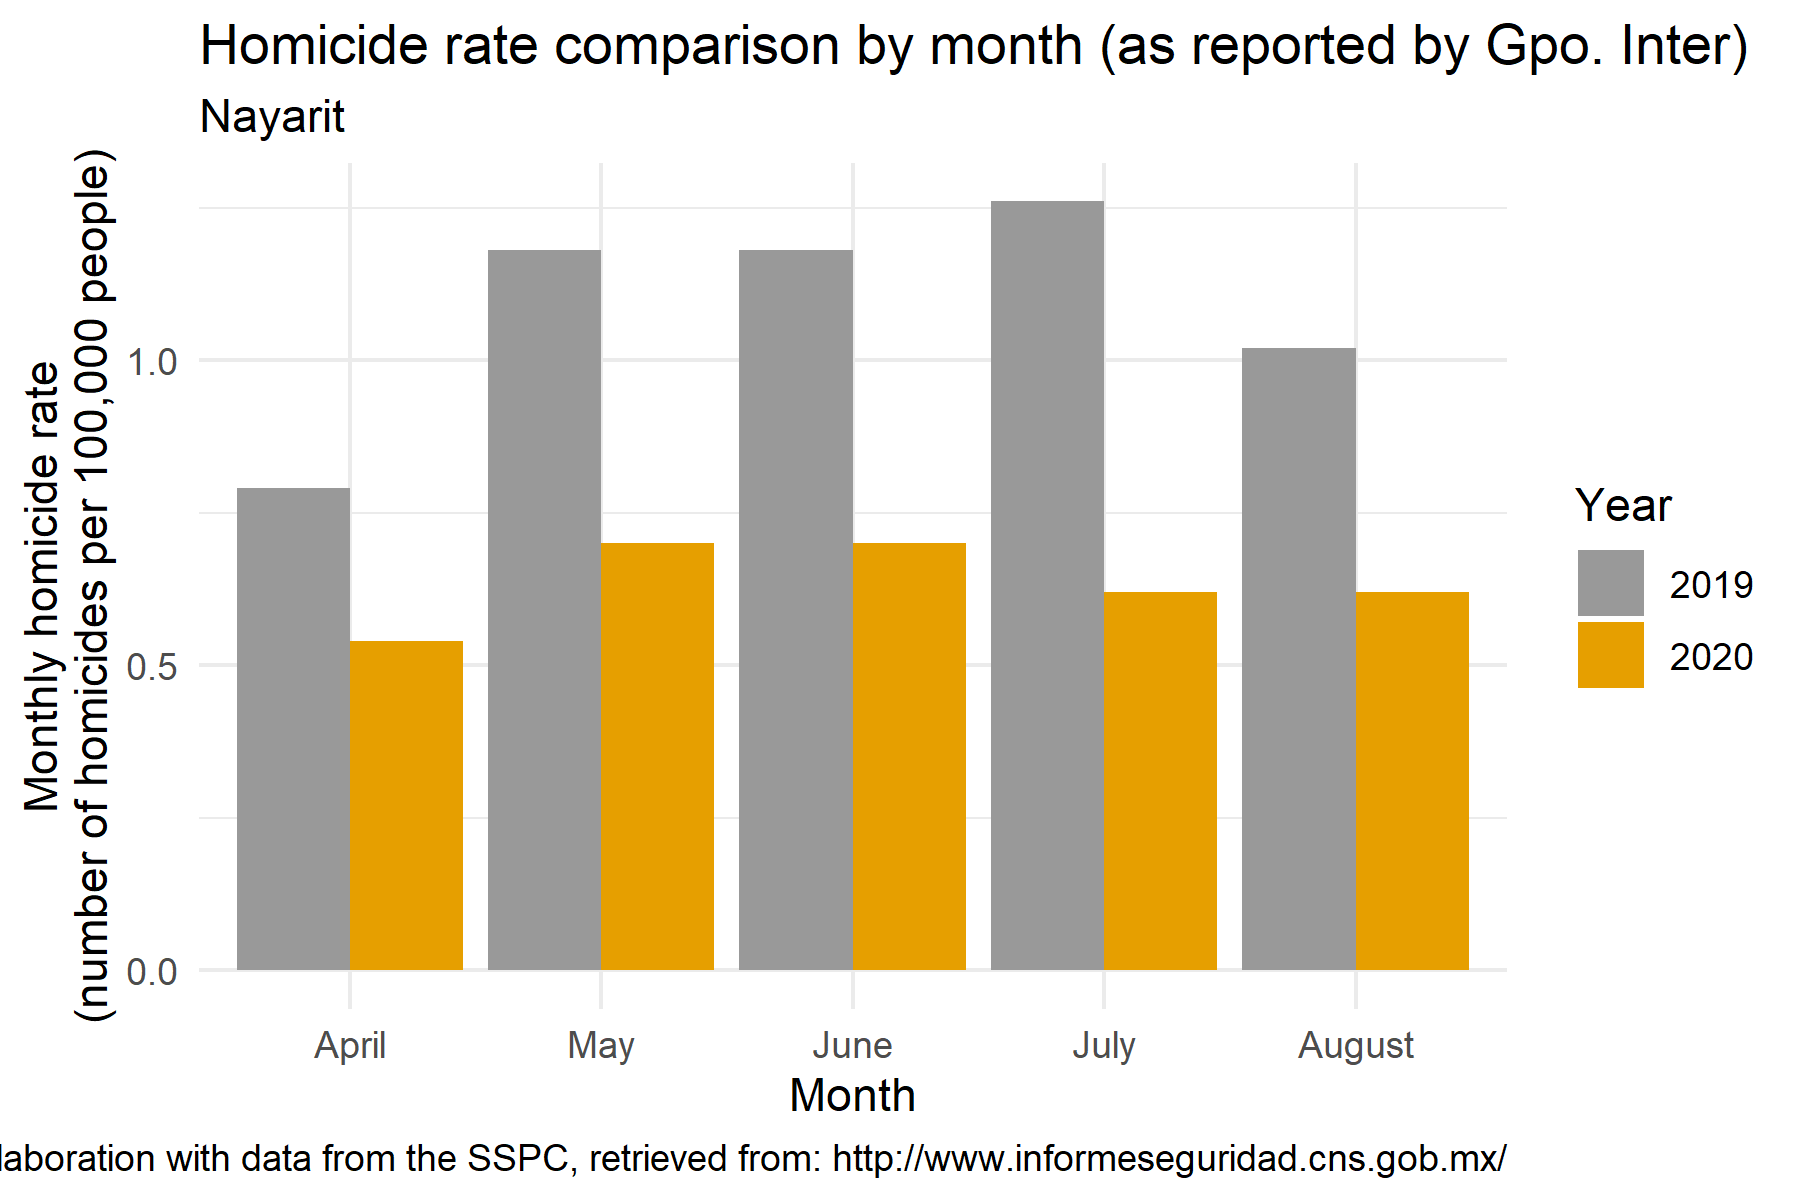 Homicide rate comparison by month (as reported by Gpo. Inter)
Nayarit
Monthly homicide rate
(number of homicides per 100,000 people)
1.0
0.5
0.0
April May June July August
Month
Year
2019
2020
laboration with data from the SSPC, retrieved from: http://www.informeseguridad.cns.gob.mx/